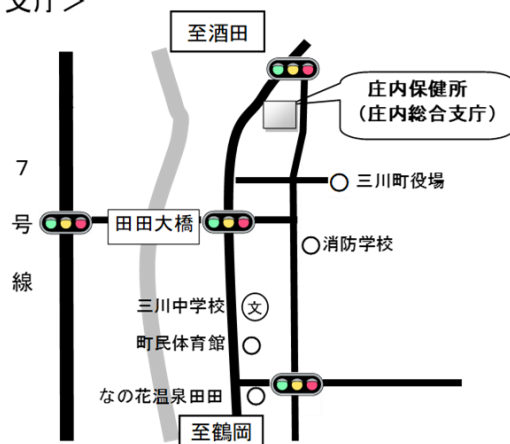 支庁＞
至酒田
庄内保健所
（庄内総合支庁）
7
号
線
三川町役場
田田大橋
消防学校
三川中学校
文
町民体育館
なの花温泉田田
至鶴岡